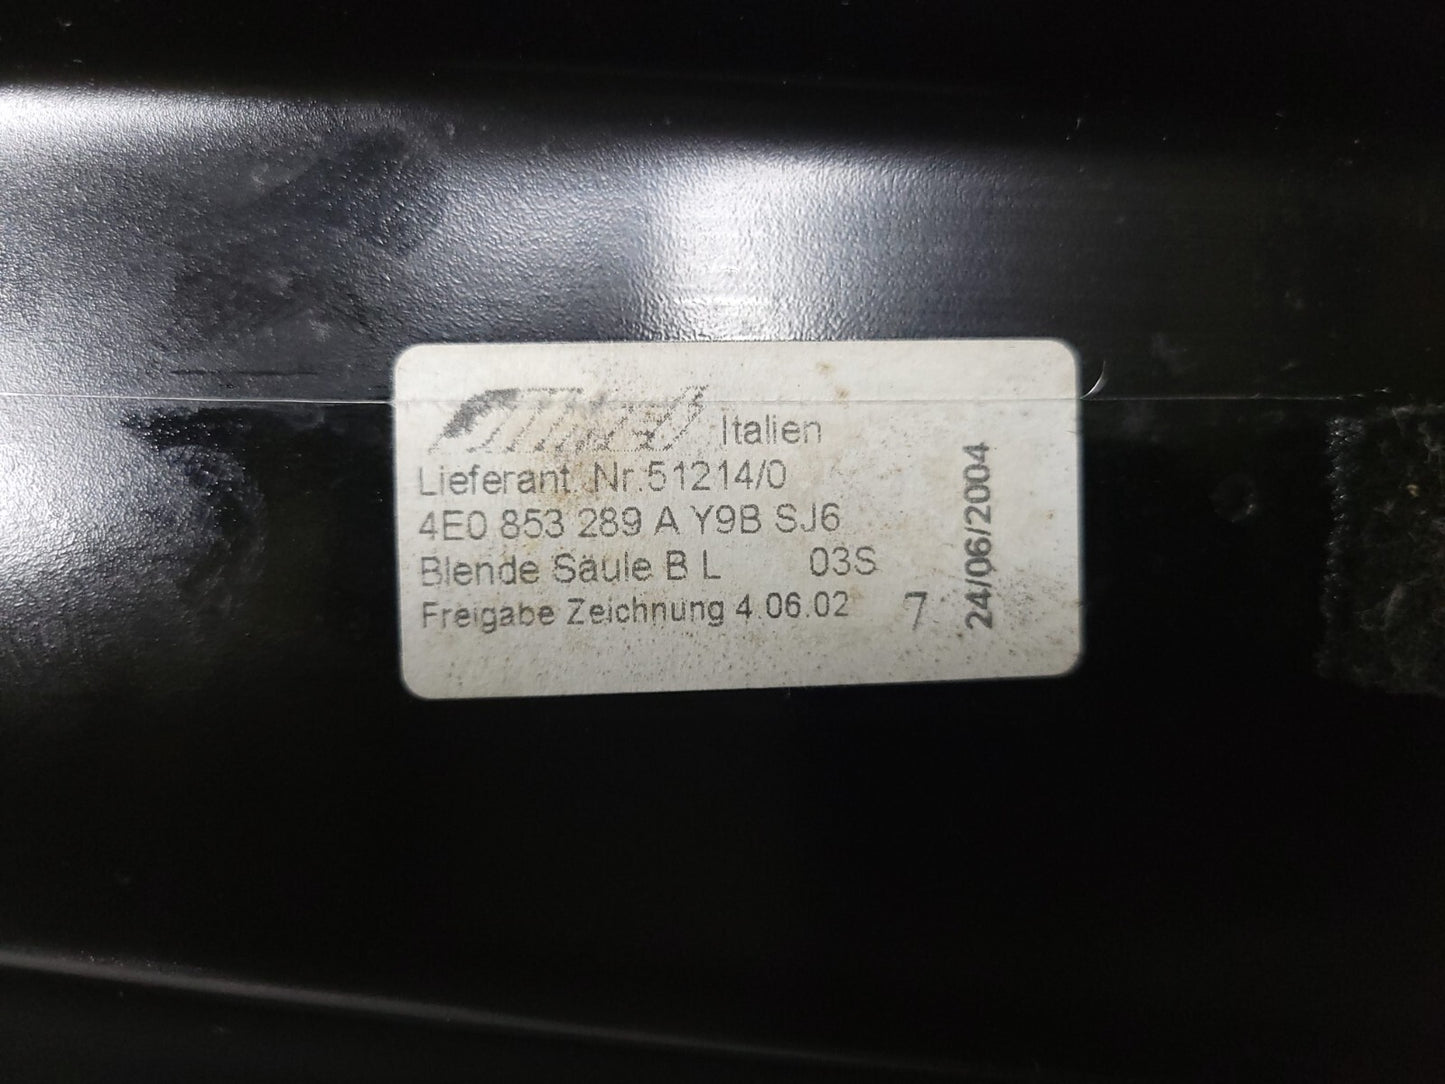 Italien
Lieferant. Nr.51214/0
4E0 853 289 A Y9B SJ6
Blende Säule B L 03S
Freigabe Zeichnung 4.06.02 7
24/06/2004